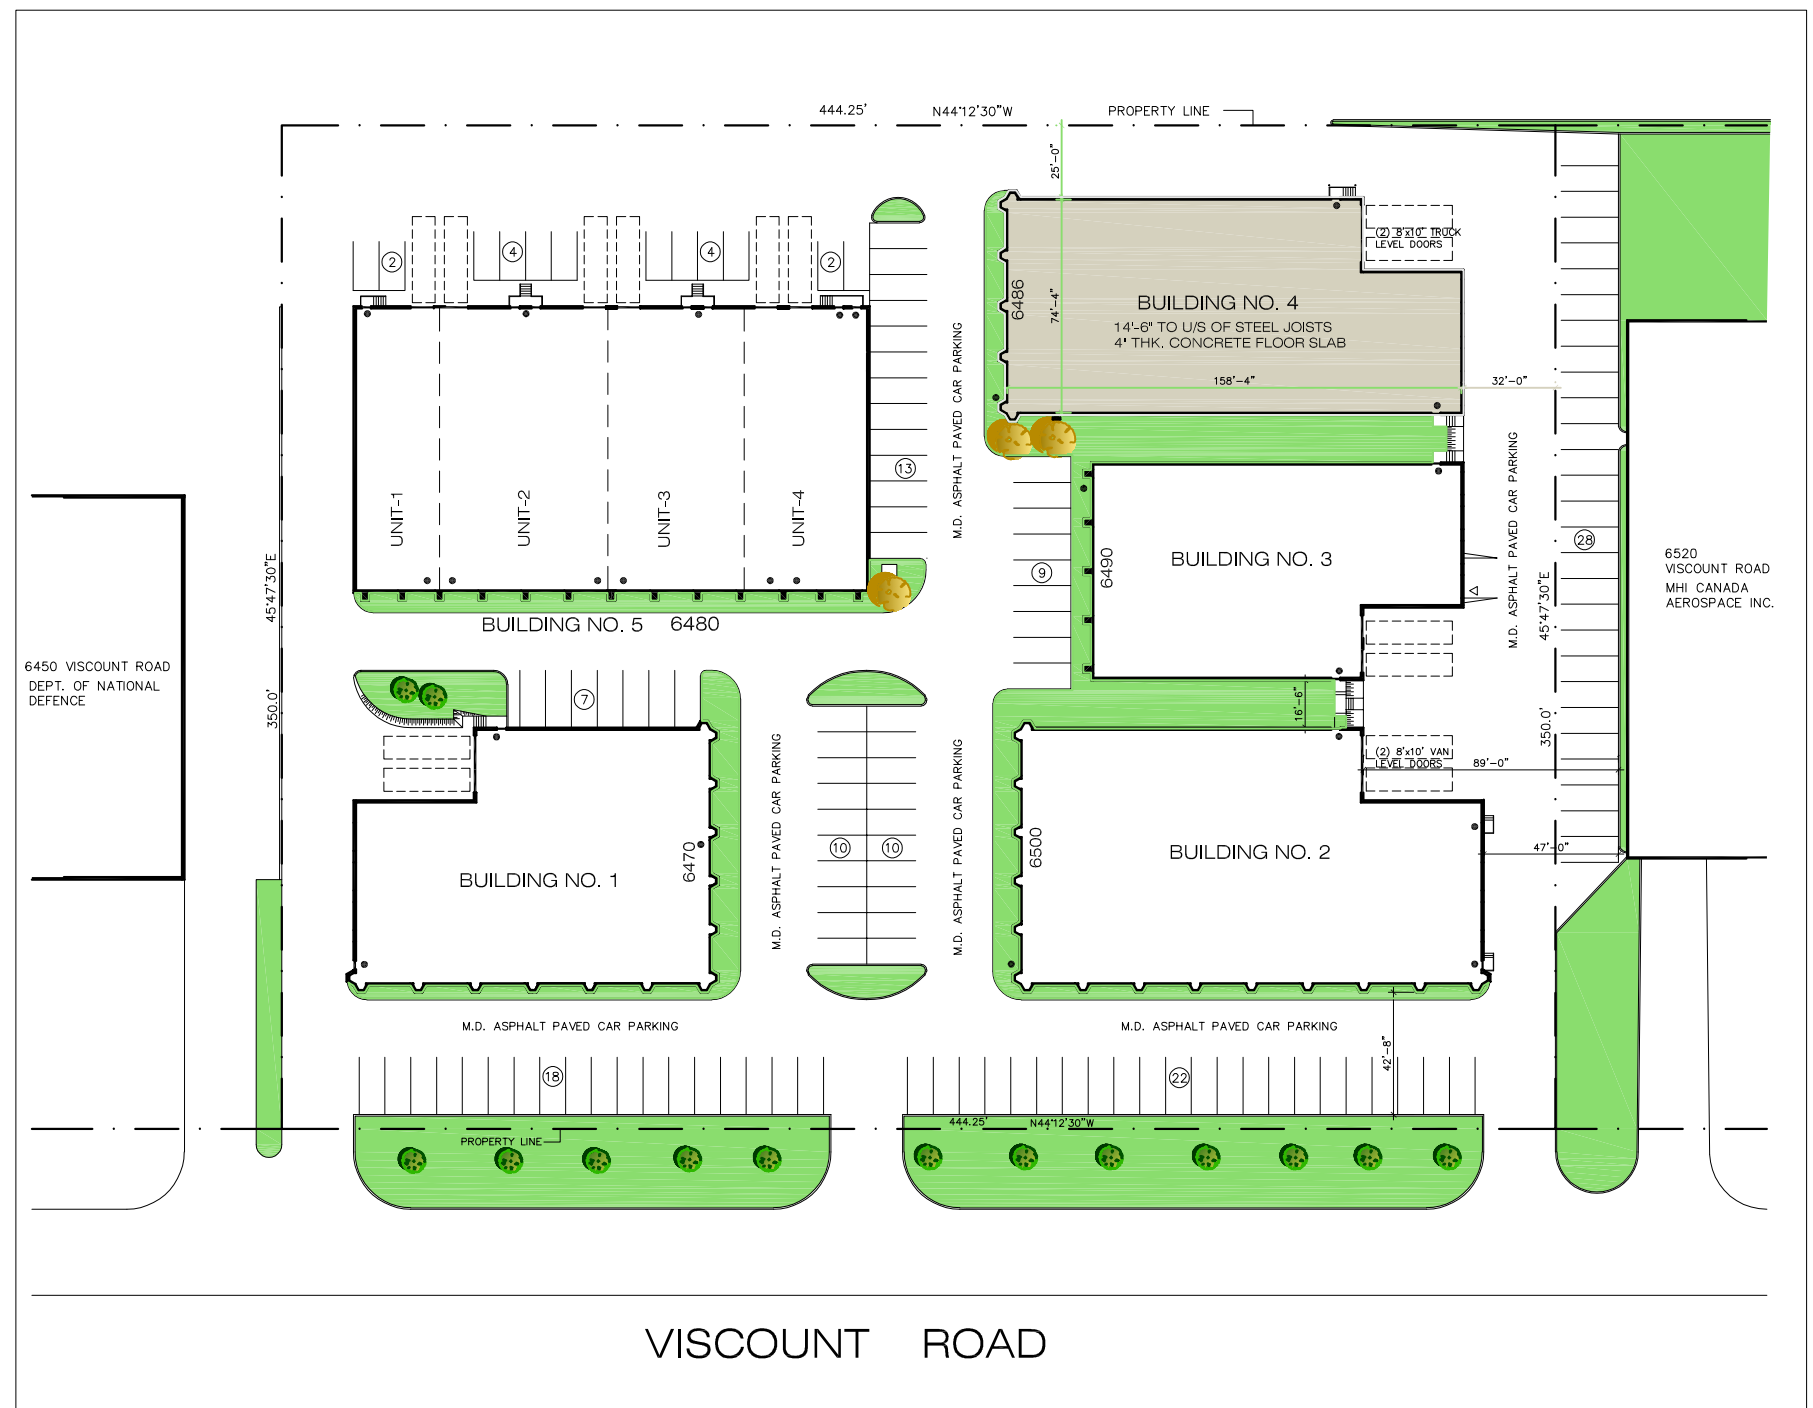 444.25' N44°12'30"W PROPERTY LINE
25'-0"
(2) 8'x10' TRUCK
LEVEL DOORS
2
4
4
2
6486
74'-4"
BUILDING NO. 4
14'-6" TO U/S OF STEEL JOISTS
4" THK. CONCRETE FLOOR SLAB
158'-4"
32'-0"
M.D. ASPHALT PAVED CAR PARKING
13
UNIT-1
UNIT-2
UNIT-3
UNIT-4
M.D. ASPHALT PAVED CAR PARKING
28
45°47'30"E
350.0'
9
6490
BUILDING NO. 3
45°47'30"E
350.0'
6520
VISCOUNT ROAD
MHI CANADA
AEROSPACE INC.
BUILDING NO. 5 6480
6450 VISCOUNT ROAD
DEPT. OF NATIONAL
DEFENCE
7
16'-6"
(2) 8'x10' VAN
LEVEL DOORS
89'-0"
M.D. ASPHALT PAVED CAR PARKING
M.D. ASPHALT PAVED CAR PARKING
10
10
6470
BUILDING NO. 1
6500
BUILDING NO. 2
47'-0"
M.D. ASPHALT PAVED CAR PARKING
M.D. ASPHALT PAVED CAR PARKING
42'-8"
18
22
444.25' N44°12'30"W
PROPERTY LINE
VISCOUNT ROAD